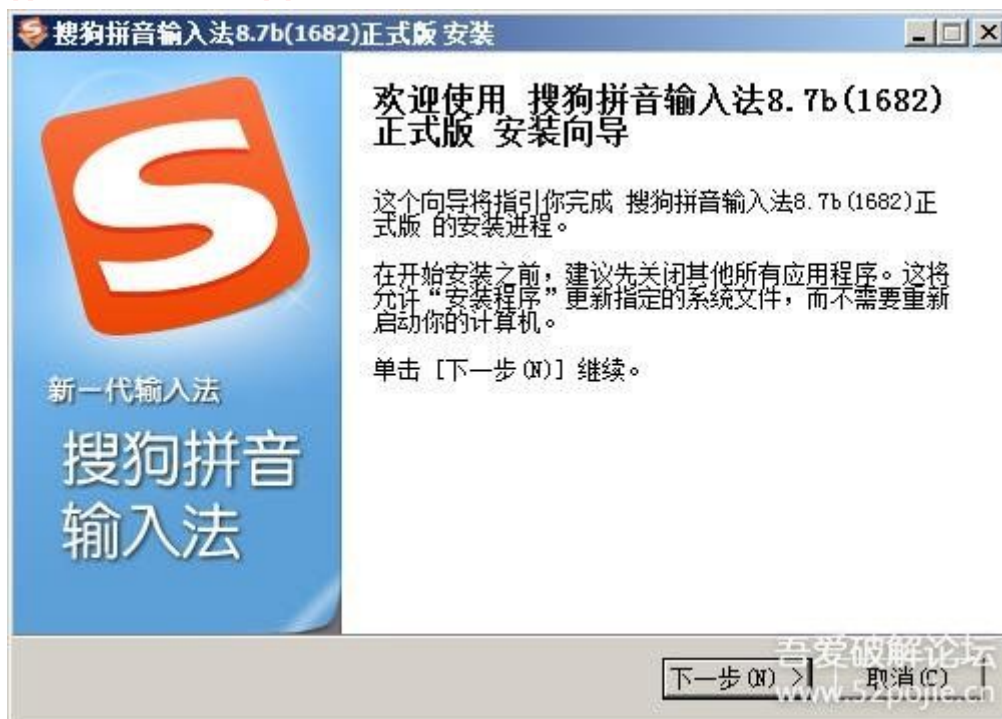 搜狗拼音输入法8.7b(1682)正式版 安装
欢迎使用 搜狗拼音输入法8.7b(1682)
正式版 安装向导
这个向导将指引你完成 搜狗拼音输入法8.7b(1682)正
式版 的安装进程。
在开始安装之前，建议先关闭其他所有应用程序。这将
允许“安装程序”更新指定的系统文件，而不需要重新
启动你的计算机。
单击 [下一步(N)] 继续。
新一代输入法
搜狗拼音
输入法
下一步(N) >
取消(C)
吾爱破解论坛
www.52pojie.cn